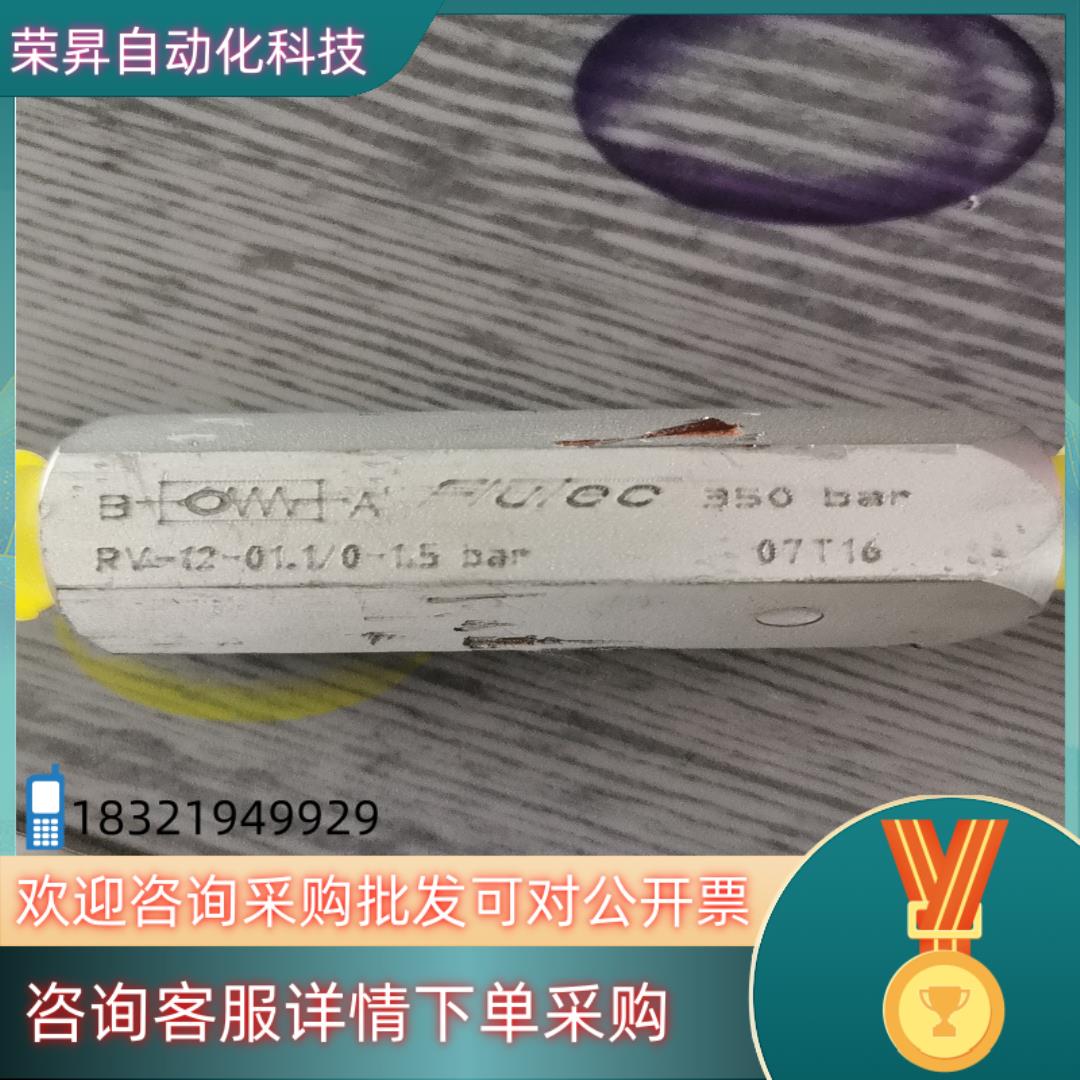 荣昇自动化科技
B A Flutec 350 bar
RV-12-01.1/0-1.5 bar 07T16
18321949929
欢迎咨询采购批发可对公开票
咨询客服详情下单采购